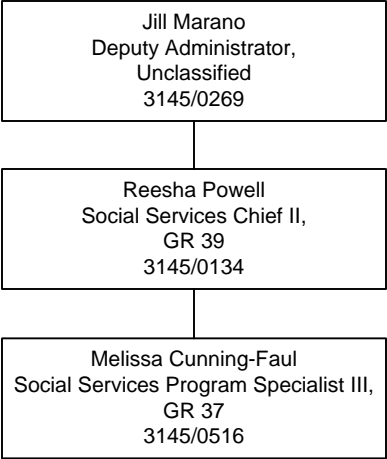 Jill Marano
Deputy Administrator,
Unclassified
3145/0269
Reesha Powell
Social Services Chief II,
GR 39
3145/0134
Melissa Cunning-Faul
Social Services Program Specialist III,
GR 37
3145/0516